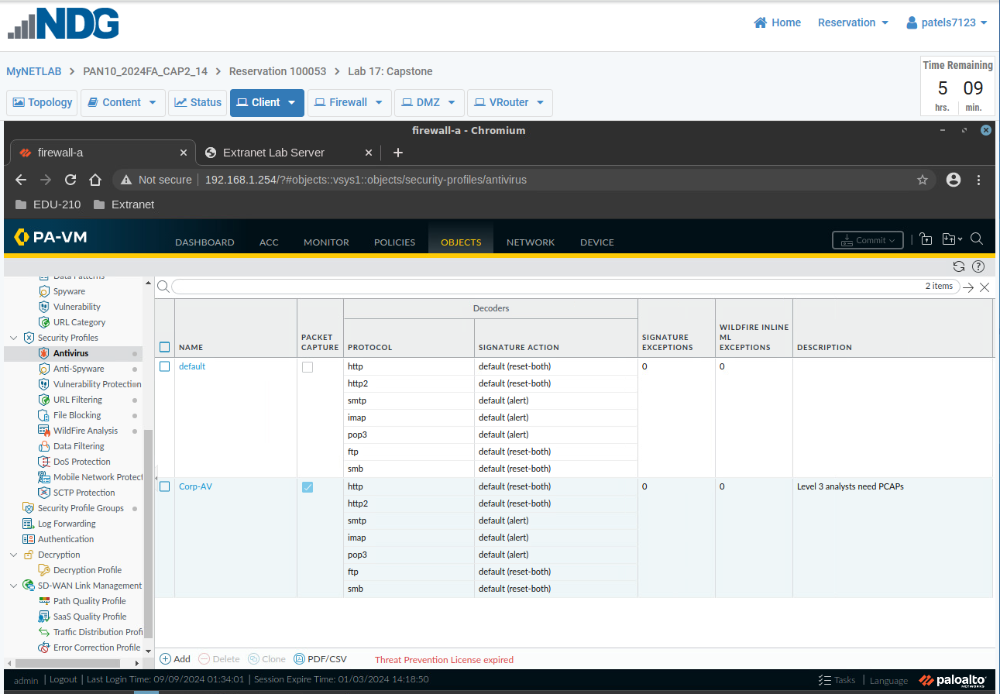 NDG
Home Reservation patels7123
MyNETLAB > PAN10_2024FA_CAP2_14 > Reservation 100053 > Lab 17: Capstone
Time Remaining
5 09
hrs. min.
Topology Content Status Client Firewall DMZ VRouter
firewall-a - Chromium
firewall-a Extranet Lab Server
Not secure 192.168.1.254/?#objects::vsys1::objects/security-profiles/antivirus
EDU-210 Extranet
PA-VM
DASHBOARD ACC MONITOR POLICIES OBJECTS NETWORK DEVICE
Commit
Data Patterns
Spyware
Vulnerability
URL Category
Security Profiles
Antivirus
Anti-Spyware
Vulnerability Protection
URL Filtering
File Blocking
WildFire Analysis
Data Filtering
DoS Protection
Mobile Network Protect
SCTP Protection
Security Profile Groups
Log Forwarding
Authentication
Decryption
Decryption Profile
SD-WAN Link Management
Path Quality Profile
SaaS Quality Profile
Traffic Distribution Profi
Error Correction Profile
2 items
Decoders
NAME
PACKET
CAPTURE
PROTOCOL
SIGNATURE ACTION
SIGNATURE
EXCEPTIONS
WILDFIRE INLINE
ML
EXCEPTIONS
DESCRIPTION
default http default (reset-both) 0 0
http2 default (reset-both)
smtp default (alert)
imap default (alert)
pop3 default (alert)
ftp default (reset-both)
smb default (reset-both)
Corp-AV http default (reset-both) 0 0 Level 3 analysts need PCAPs
http2 default (reset-both)
smtp default (alert)
imap default (alert)
pop3 default (alert)
ftp default (reset-both)
smb default (reset-both)
Add Delete Clone PDF/CSV Threat Prevention License expired
admin | Logout | Last Login Time: 09/09/2024 01:34:01 | Session Expire Time: 01/03/2024 14:18:50
Tasks | Language paloalto
NETWORKS